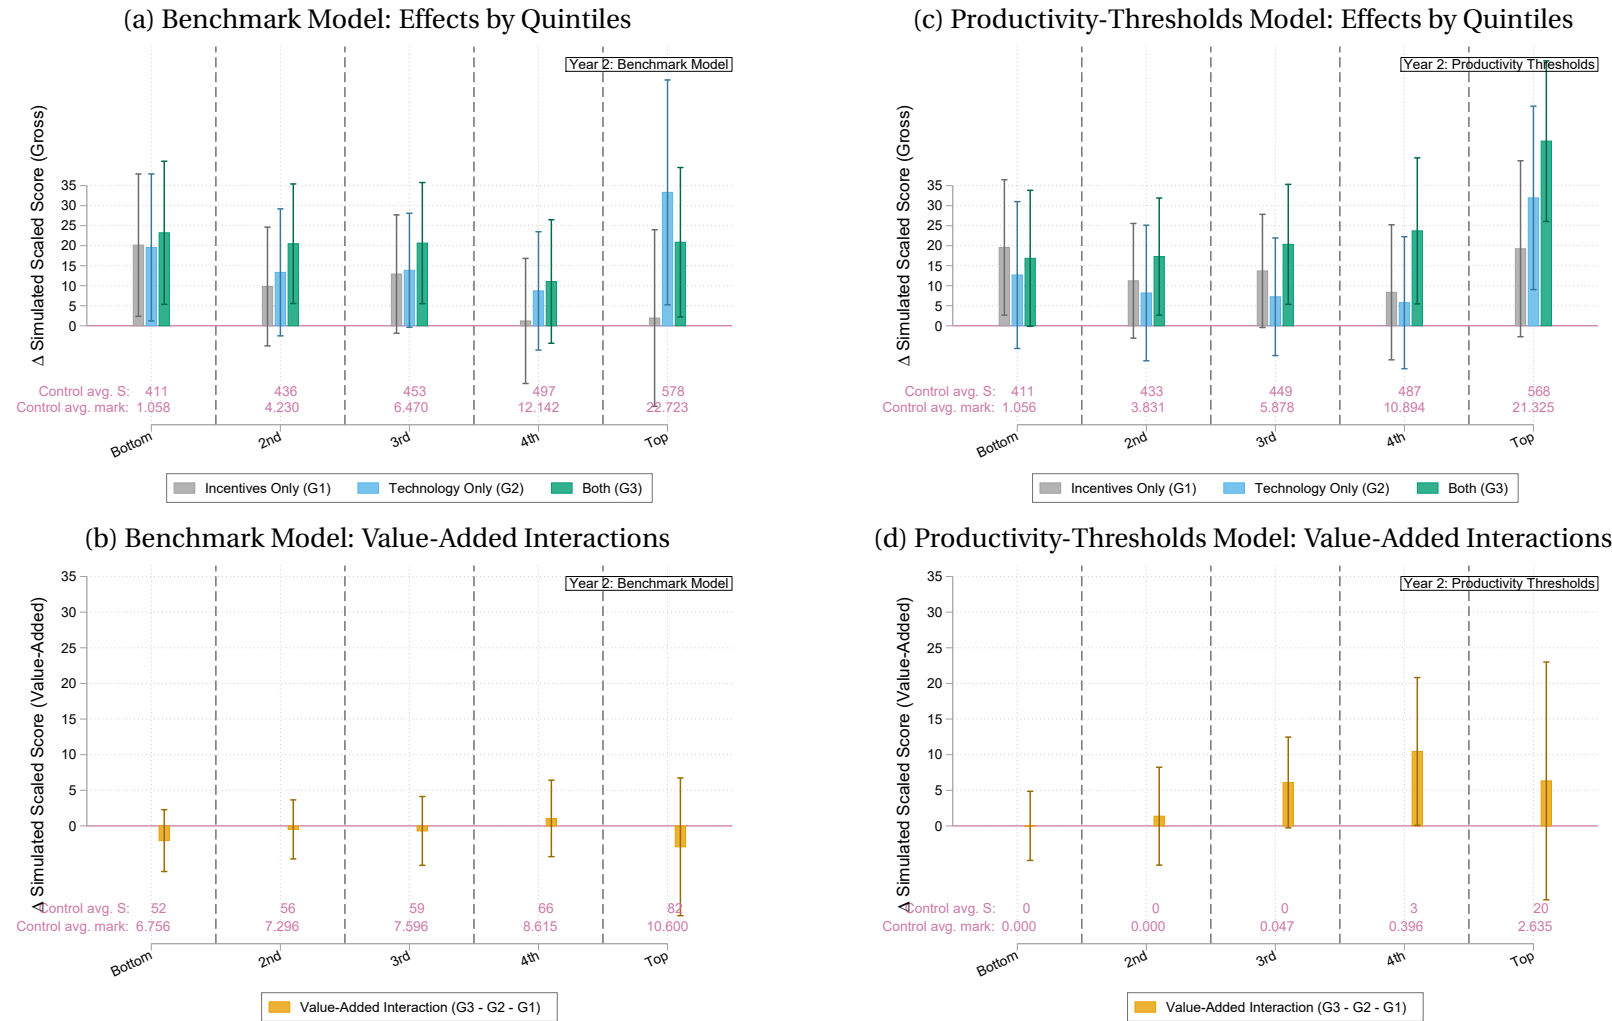 (a) Benchmark Model: Effects by Quintiles
Year 2: Benchmark Model
Δ Simulated Scaled Score (Gross)
35
30
25
20
15
10
5
0
Control avg. S: 411 436 453 497 578
Control avg. mark: 1.058 4.230 6.470 12.142 22.723
Bottom 2nd 3rd 4th Top
Incentives Only (G1) Technology Only (G2) Both (G3)
(c) Productivity-Thresholds Model: Effects by Quintiles
Year 2: Productivity Thresholds
Δ Simulated Scaled Score (Gross)
35
30
25
20
15
10
5
0
Control avg. S: 411 433 449 487 568
Control avg. mark: 1.056 3.831 5.878 10.894 21.325
Bottom 2nd 3rd 4th Top
Incentives Only (G1) Technology Only (G2) Both (G3)
(b) Benchmark Model: Value-Added Interactions
Year 2: Benchmark Model
Δ Simulated Scaled Score (Value-Added)
35
30
25
20
15
10
5
0
Control avg. S: 52 56 59 66 82
Control avg. mark: 6.756 7.296 7.596 8.615 10.600
Bottom 2nd 3rd 4th Top
Value-Added Interaction (G3 - G2 - G1)
(d) Productivity-Thresholds Model: Value-Added Interactions
Year 2: Productivity Thresholds
Δ Simulated Scaled Score (Value-Added)
35
30
25
20
15
10
5
0
Control avg. S: 0 0 0 3 20
Control avg. mark: 0.000 0.000 0.047 0.396 2.635
Bottom 2nd 3rd 4th Top
Value-Added Interaction (G3 - G2 - G1)